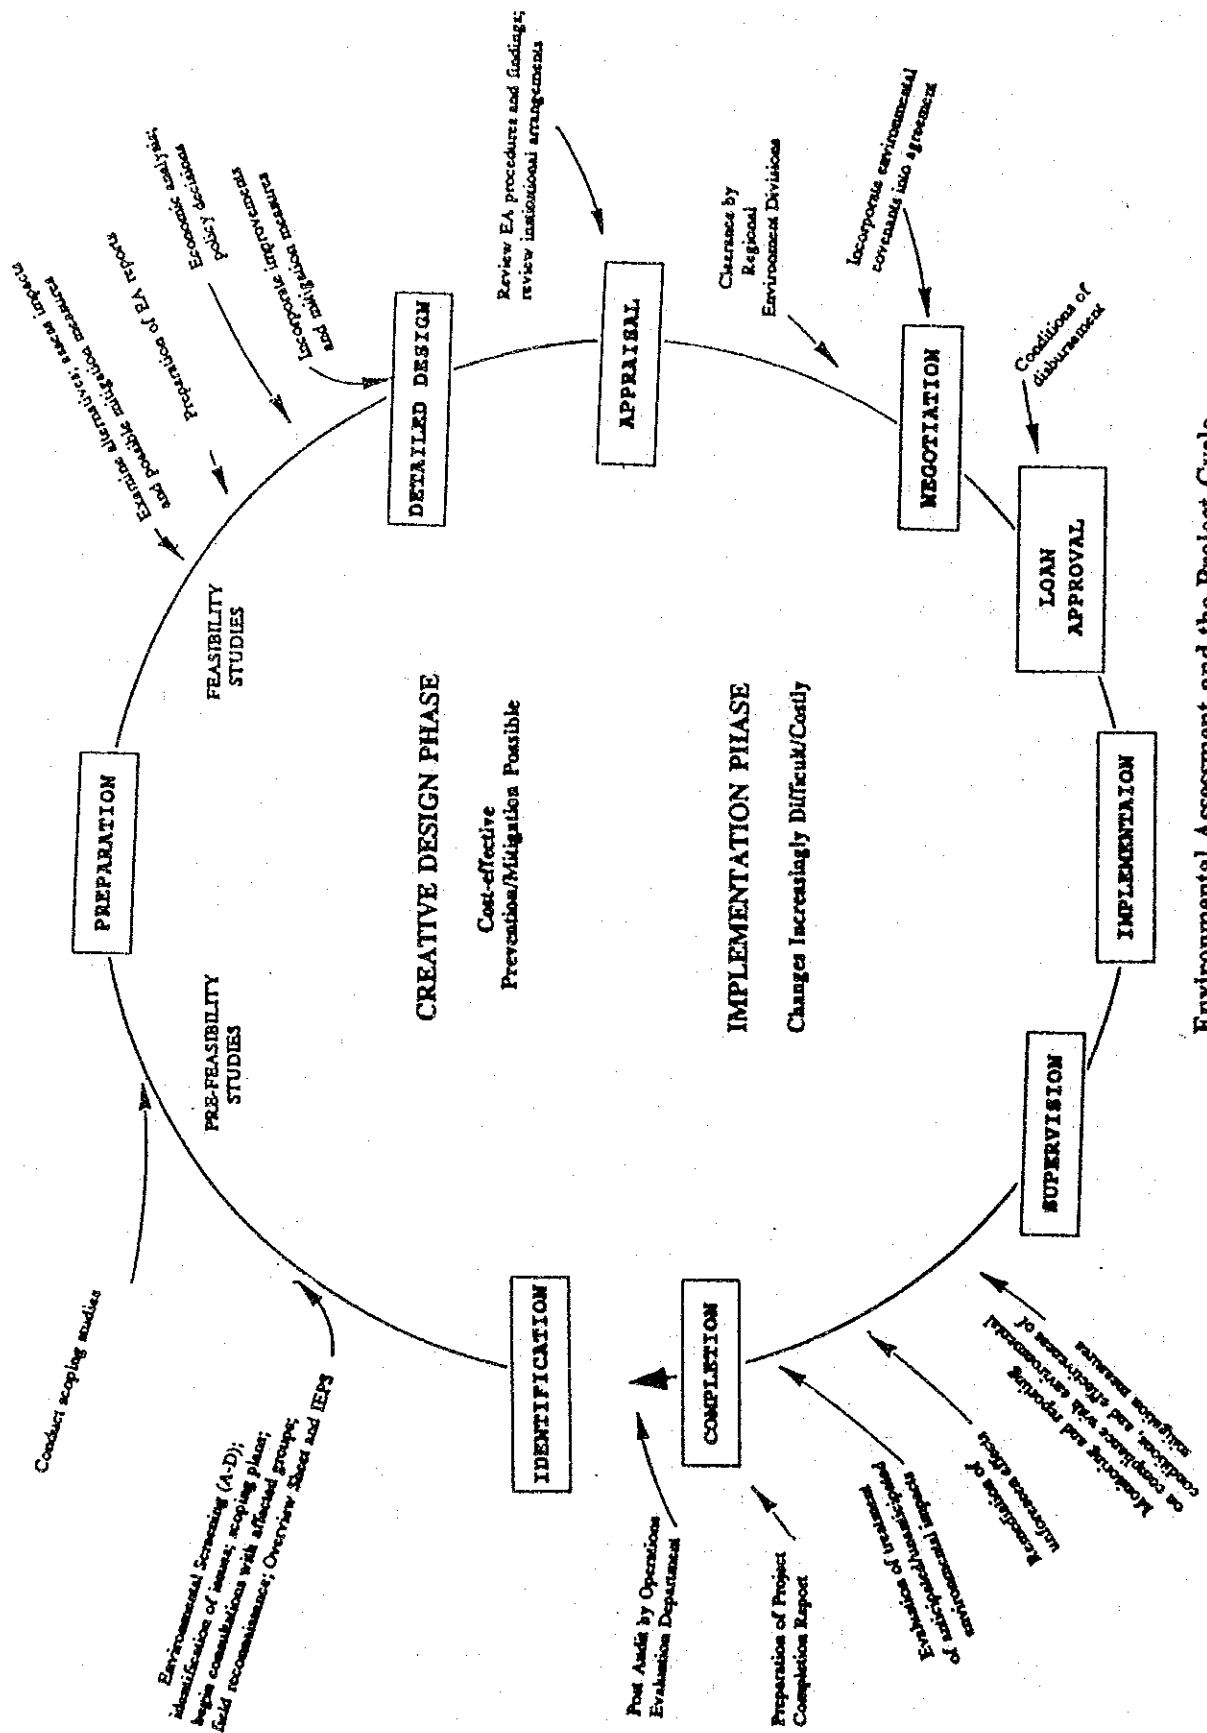 Conduct scoping studies
Environmental Screening (A-D);
identification of issues; scoping plans;
begin consultations with affected groups;
field reconnaissance; Overview Sheet and IEPS
IDENTIFICATION
PRE-FEASIBILITY
STUDIES
PREPARATION
FEASIBILITY
STUDIES
Examine alternatives; assess impacts
and possible mitigation measures
Preparation of EA reports
Economic analysis;
policy decisions
Incorporate improvements
and mitigation measures
DETAILED DESIGN
CREATIVE DESIGN PHASE
Cost-effective
Prevention/Mitigation Possible
Review EA procedures and findings;
review institutional arrangements
APPRAISAL
Clearance by
Regional
Environment Divisions
Incorporate environmental
covenants into agreement
NEGOTIATION
Conditions of
disbursement
LOAN
APPROVAL
IMPLEMENTATION PHASE
Changes Increasingly Difficult/Costly
IMPLEMENTAION
SUPERVISION
Monitoring and reporting
on compliance with environmental
conditions, and effectiveness of
mitigation measures
Remediation of
unforeseen effects
Evaluation of treatment
of anticipated/unanticipated
environmental impacts
COMPLETION
Preparation of Project
Completion Report
Post Audit by Operations
Evaluation Department
Environmental Assessment and the Project Cycle